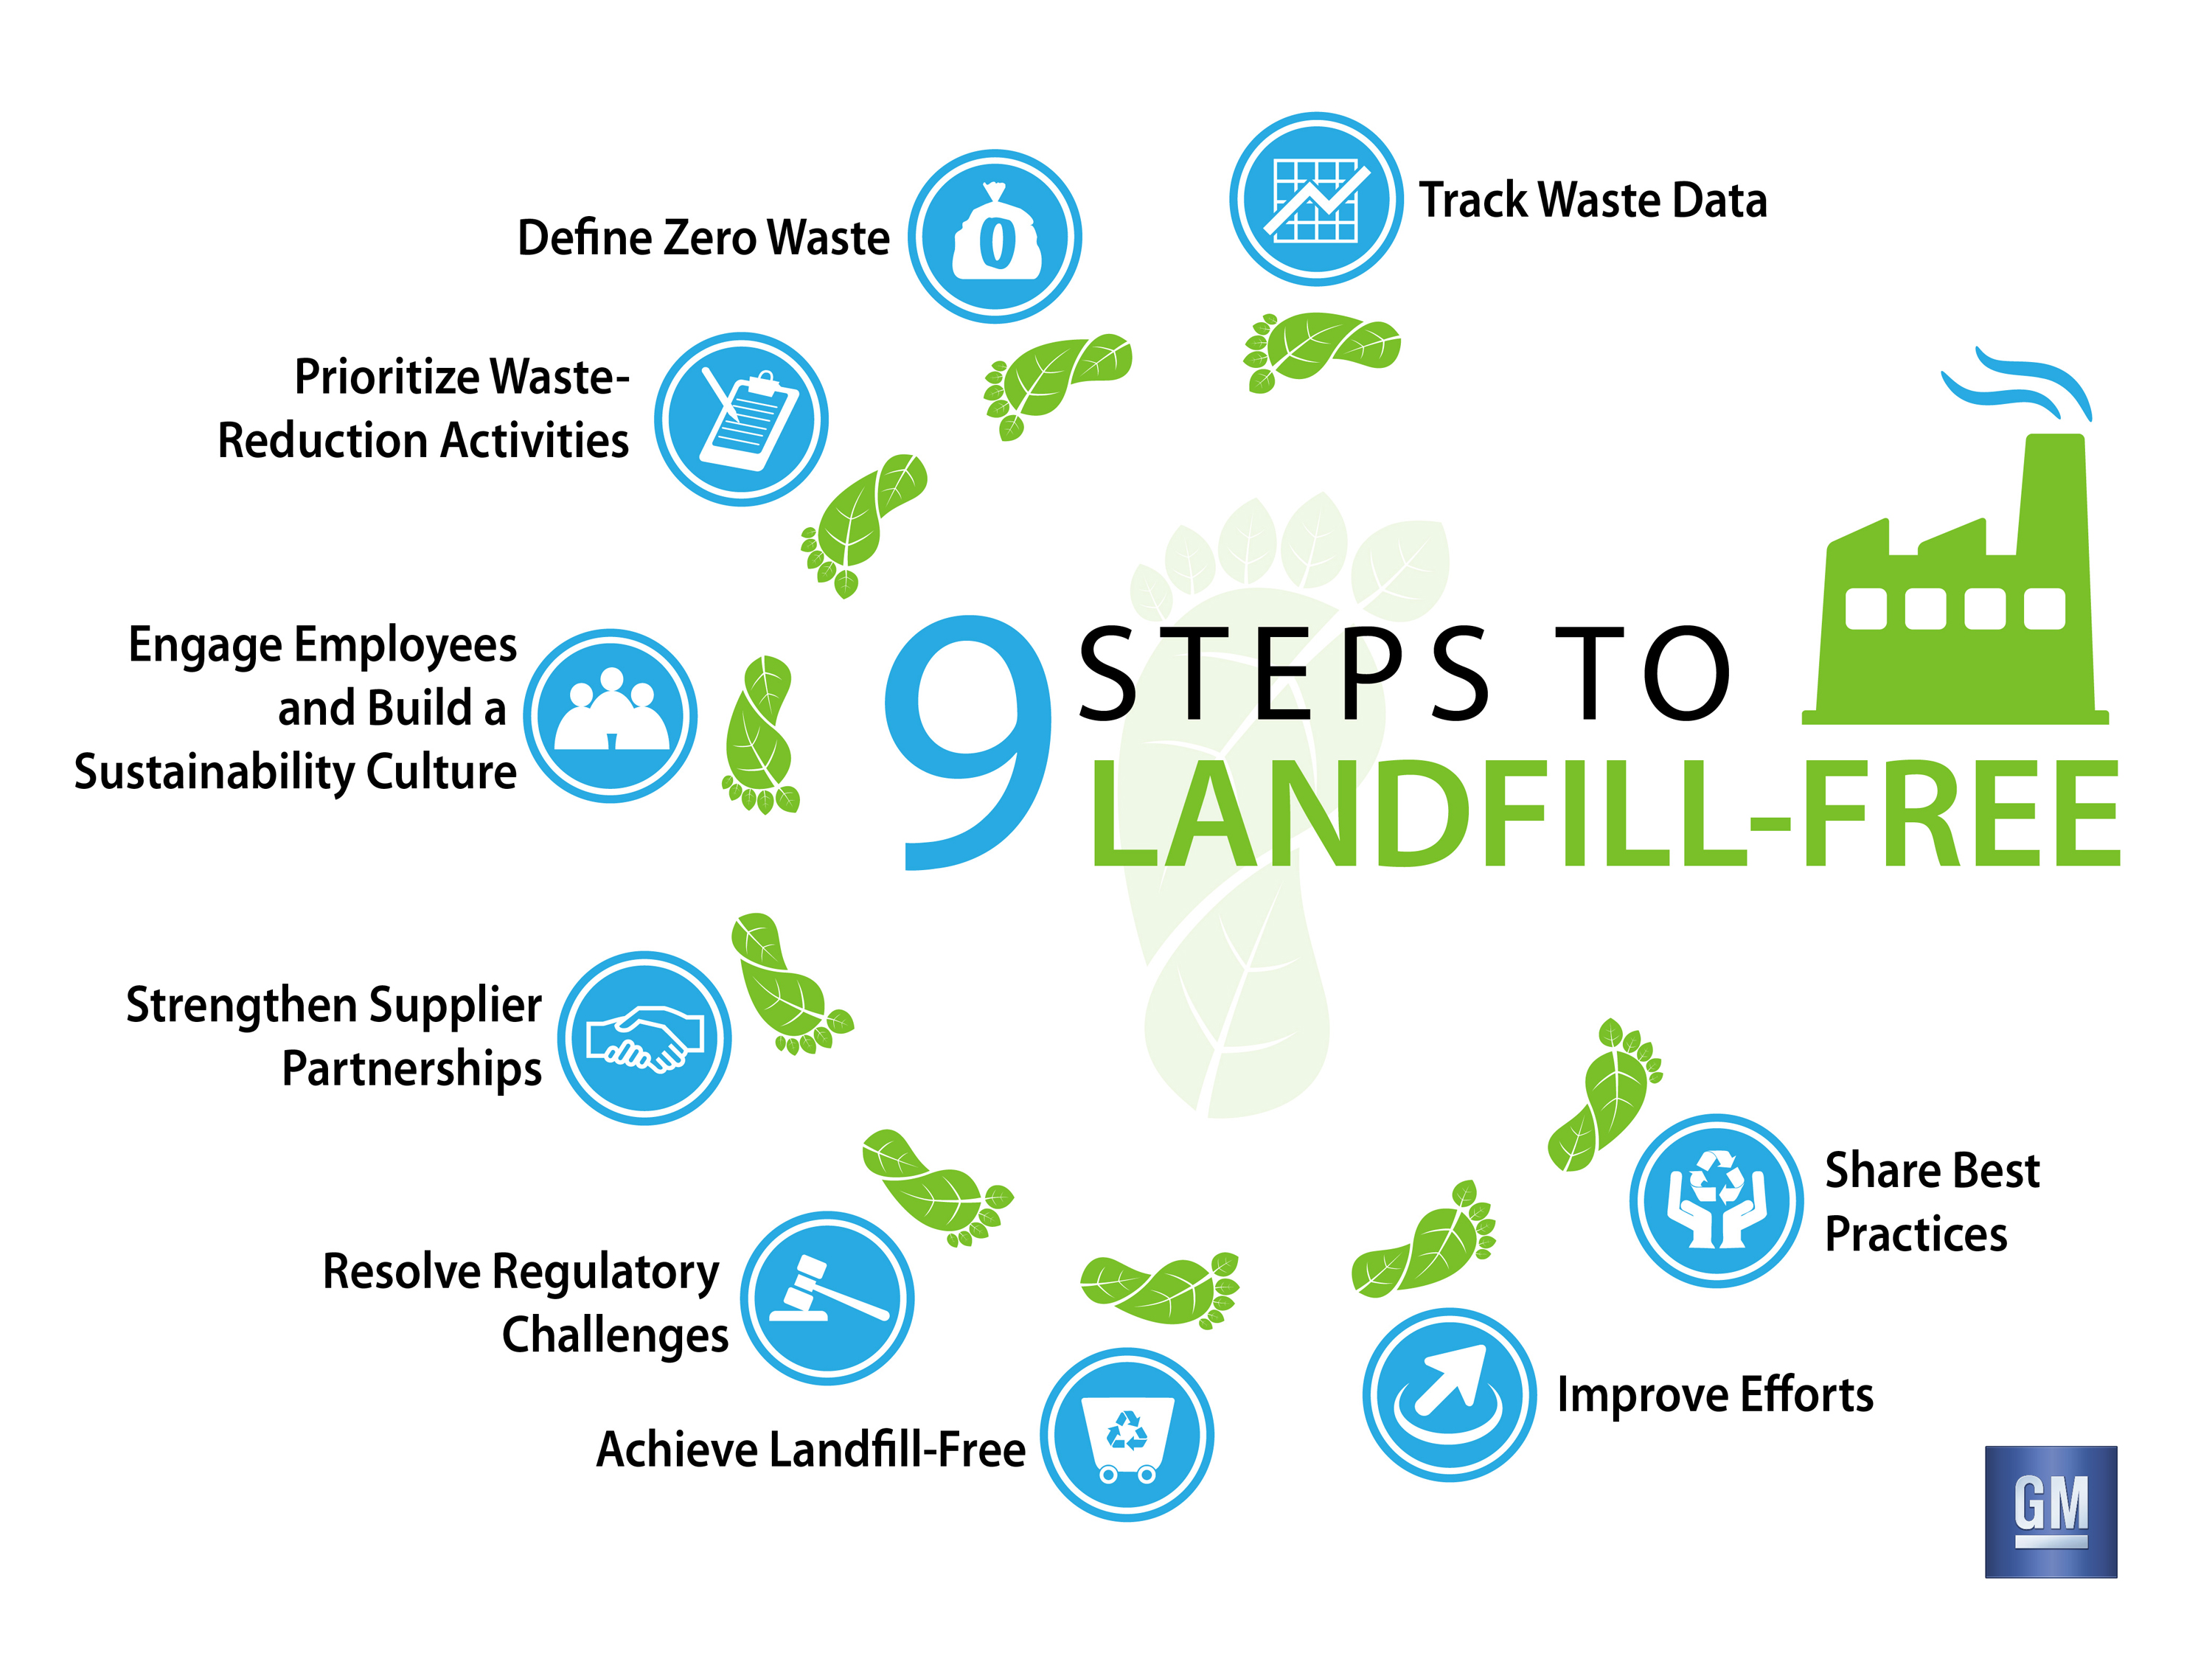 Track Waste Data
Define Zero Waste
0
Prioritize Waste-
Reduction Activities
Engage Employees
and Build a
Sustainability Culture
9 STEPS TO
LANDFILL-FREE
Strengthen Supplier
Partnerships
Resolve Regulatory
Challenges
Achieve Landfill-Free
Improve Efforts
Share Best
Practices
GM